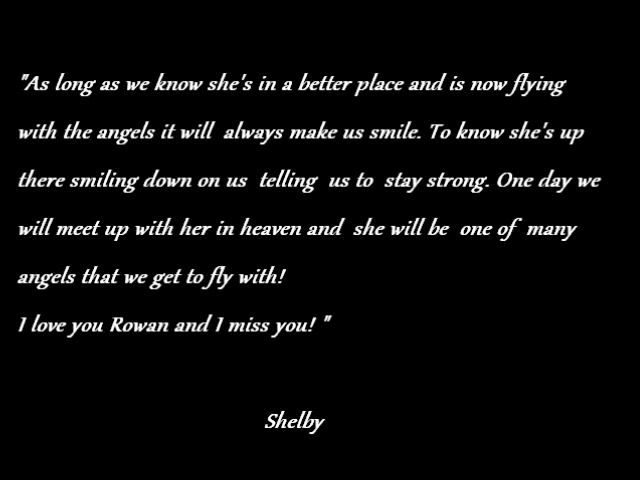 "As long as we know she's in a better place and is now flying
with the angels it will always make us smile. To know she's up
there smiling down on us telling us to stay strong. One day we
will meet up with her in heaven and she will be one of many
angels that we get to fly with!
I love you Rowan and I miss you! "
Shelby